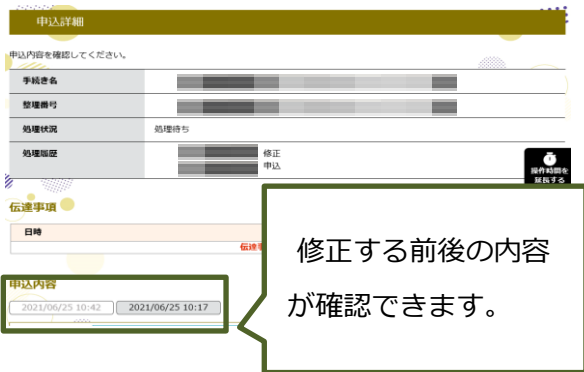 申込詳細
申込内容を確認してください。
手続き名
整理番号
処理状況 処理待ち
処理履歴 修正
申込
操作時間を
延長する
伝達事項
日時
伝達事
申込内容
2021/06/25 10:42 2021/06/25 10:17
修正する前後の内容
が確認できます。